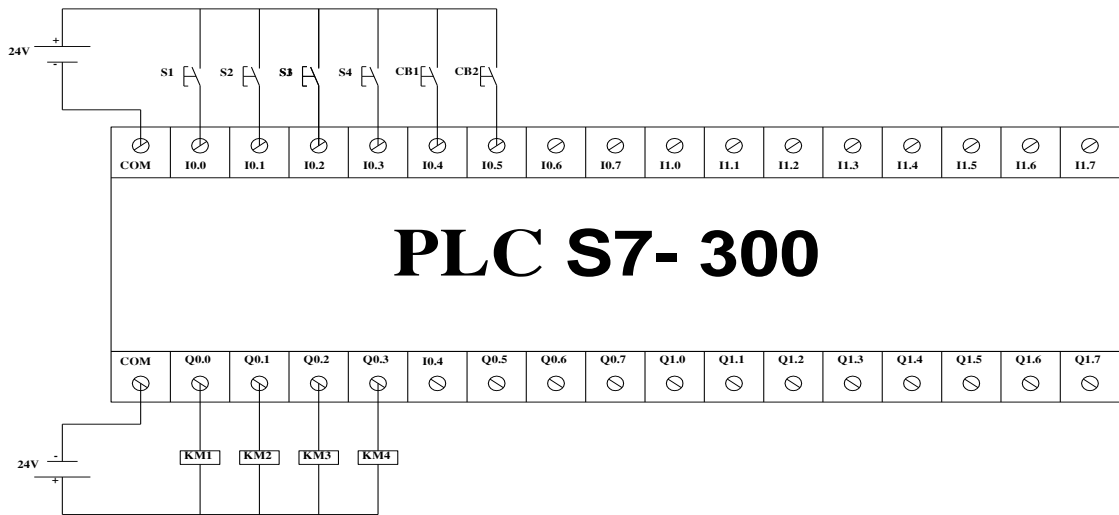 +
24V
-
S1 S2 S3 S4 CB1 CB2
COM I0.0 I0.1 I0.2 I0.3 I0.4 I0.5 I0.6 I0.7 I1.0 I1.1 I1.2 I1.3 I1.4 I1.5 I1.6 I1.7
PLC S7- 300
COM Q0.0 Q0.1 Q0.2 Q0.3 I0.4 Q0.5 Q0.6 Q0.7 Q1.0 Q1.1 Q1.2 Q1.3 Q1.4 Q1.5 Q1.6 Q1.7
-
24V
+
KM1 KM2 KM3 KM4